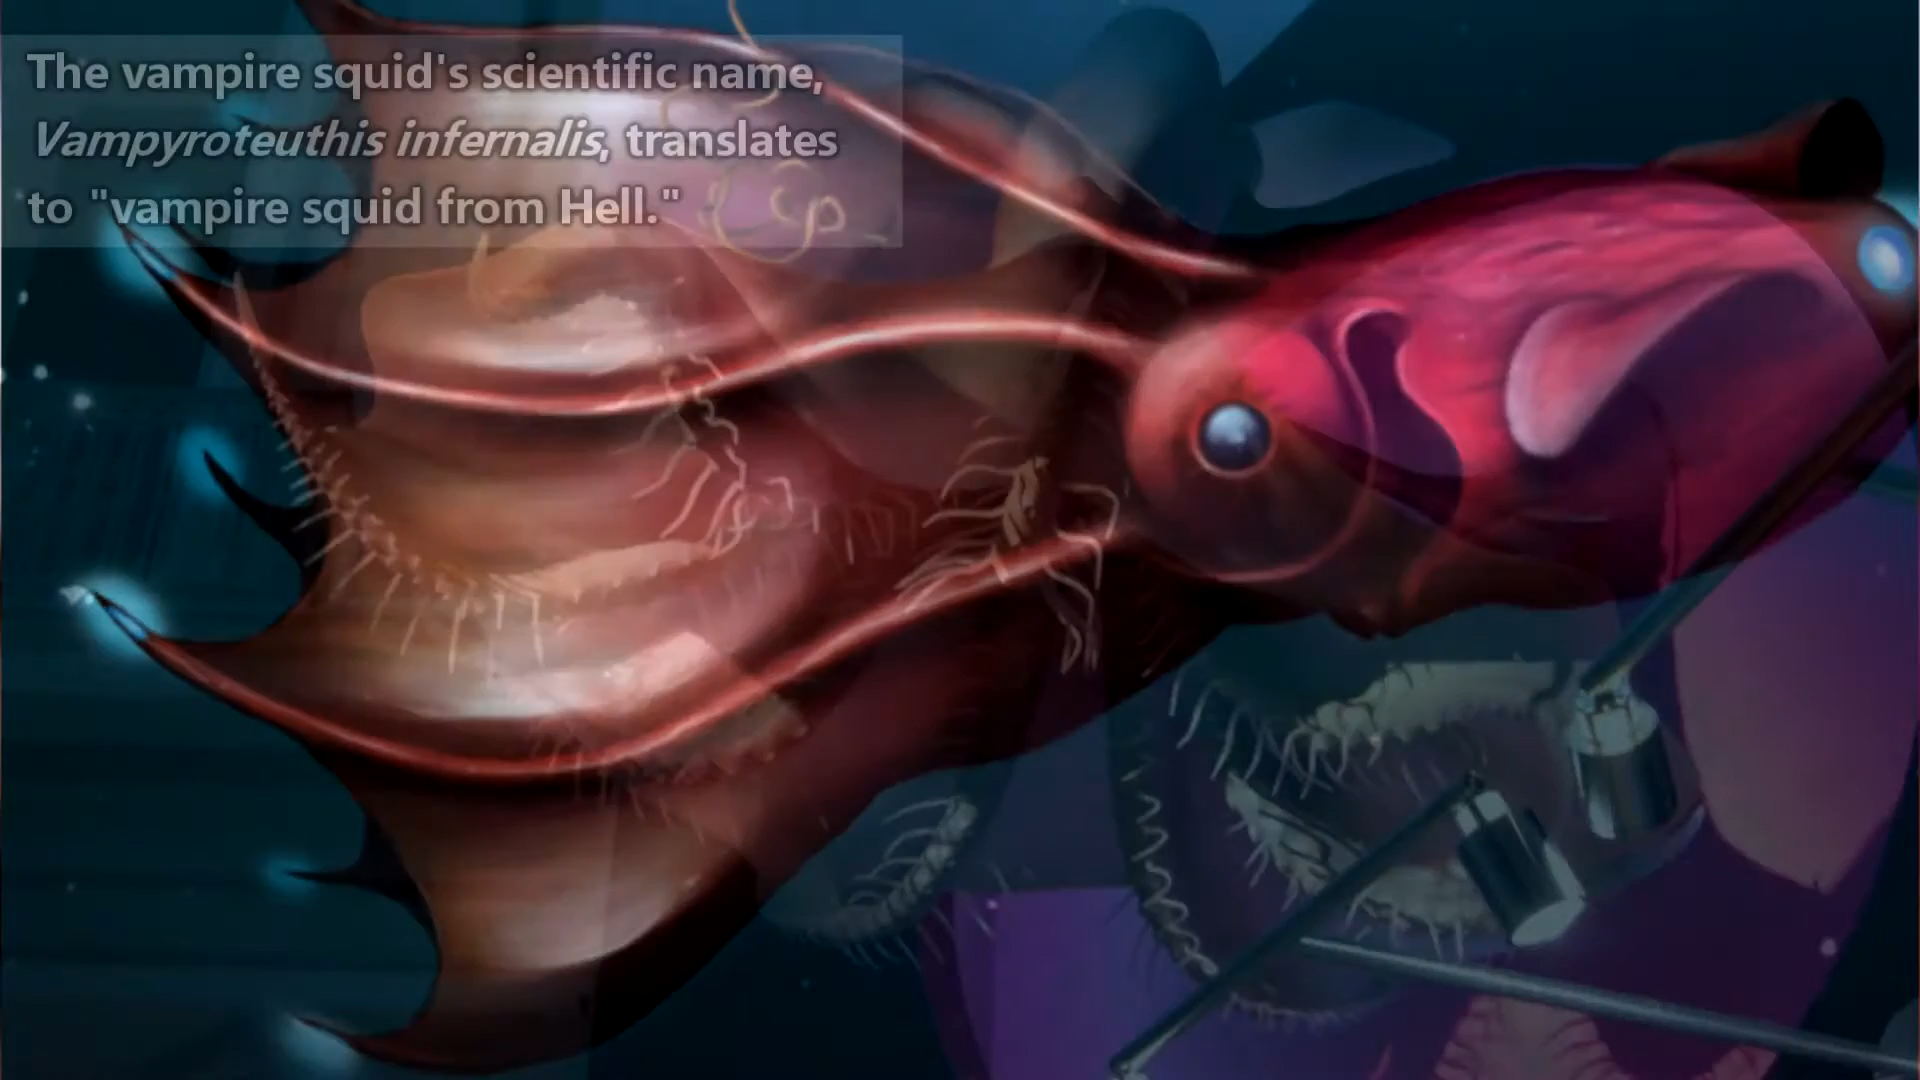 The vampire squid's scientific name,
Vampyroteuthis infernalis, translates
to "vampire squid from Hell."